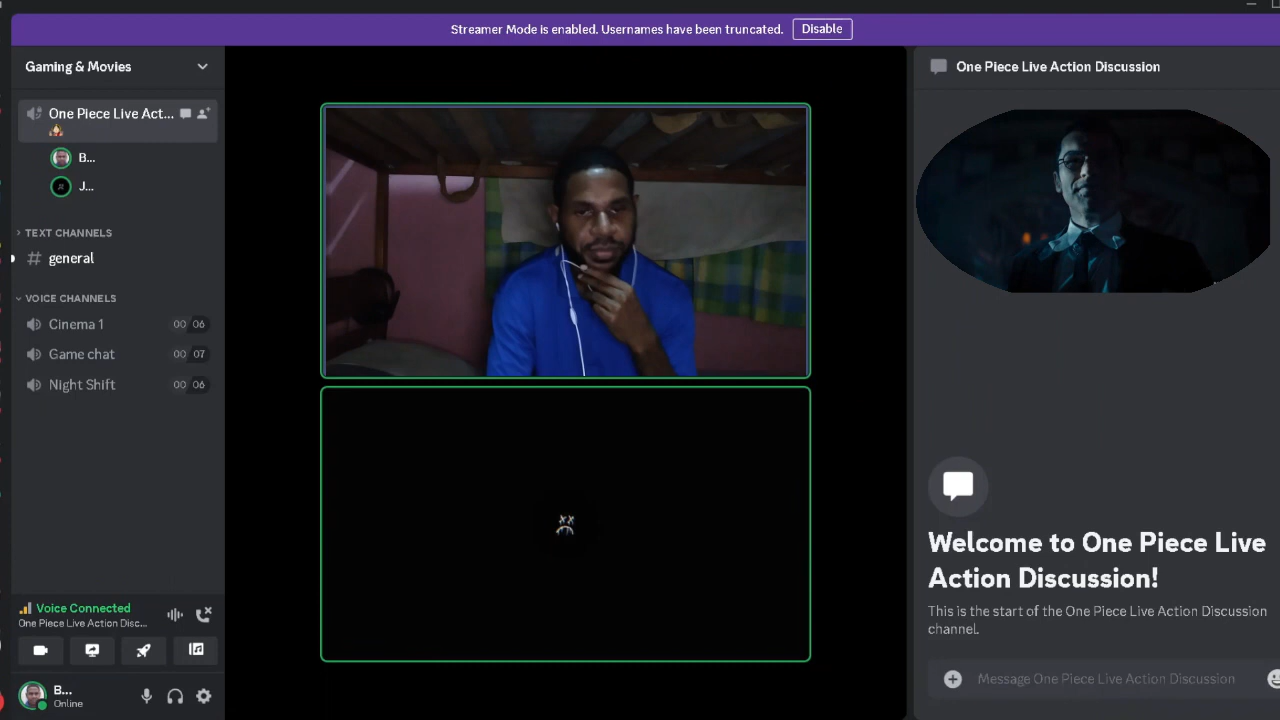 Streamer Mode is enabled. Usernames have been truncated.
Disable
Gaming & Movies
One Piece Live Act...
B...
J...
TEXT CHANNELS
general
VOICE CHANNELS
Cinema 1 00 06
Game chat 00 07
Night Shift 00 06
Voice Connected
One Piece Live Action Disc...
B...
Online
One Piece Live Action Discussion
Welcome to One Piece Live
Action Discussion!
This is the start of the One Piece Live Action Discussion
channel.
Message One Piece Live Action Discussion